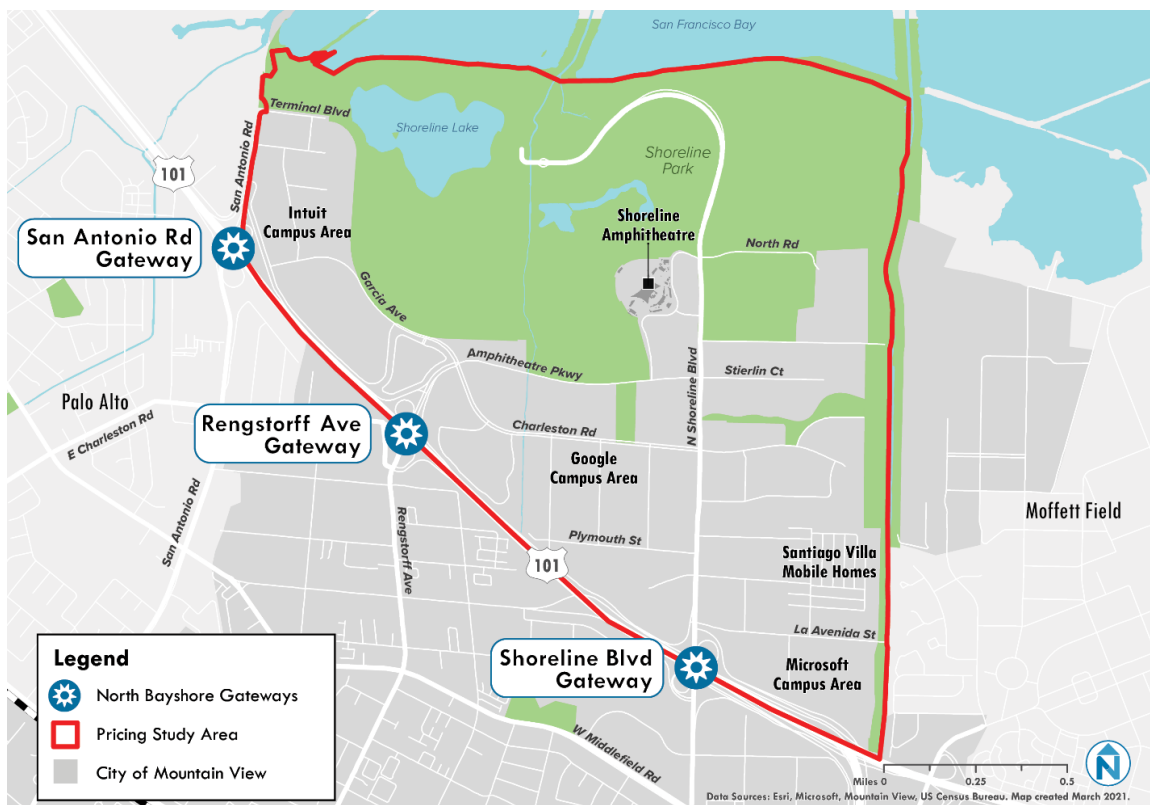 San Francisco Bay
Terminal Blvd
Shoreline Lake
San Antonio Rd
101
Shoreline
Park
Intuit
Campus Area
Shoreline
Amphitheatre
North Rd
San Antonio Rd
Gateway
Garcia Ave
Amphitheatre Pkwy
Stierlin Ct
N Shoreline Blvd
Palo Alto
E Charleston Rd
Rengstorff Ave
Gateway
Charleston Rd
Google
Campus Area
San Antonio Rd
Rengstorff Ave
Plymouth St
101
Moffett Field
Santiago Villa
Mobile Homes
La Avenida St
Shoreline Blvd
Gateway
Microsoft
Campus Area
W Middlefield Rd
Legend
North Bayshore Gateways
Pricing Study Area
City of Mountain View
N
Miles 0 0.25 0.5
Data Sources: Esri, Microsoft, Mountain View, US Census Bureau. Map created March 2021.